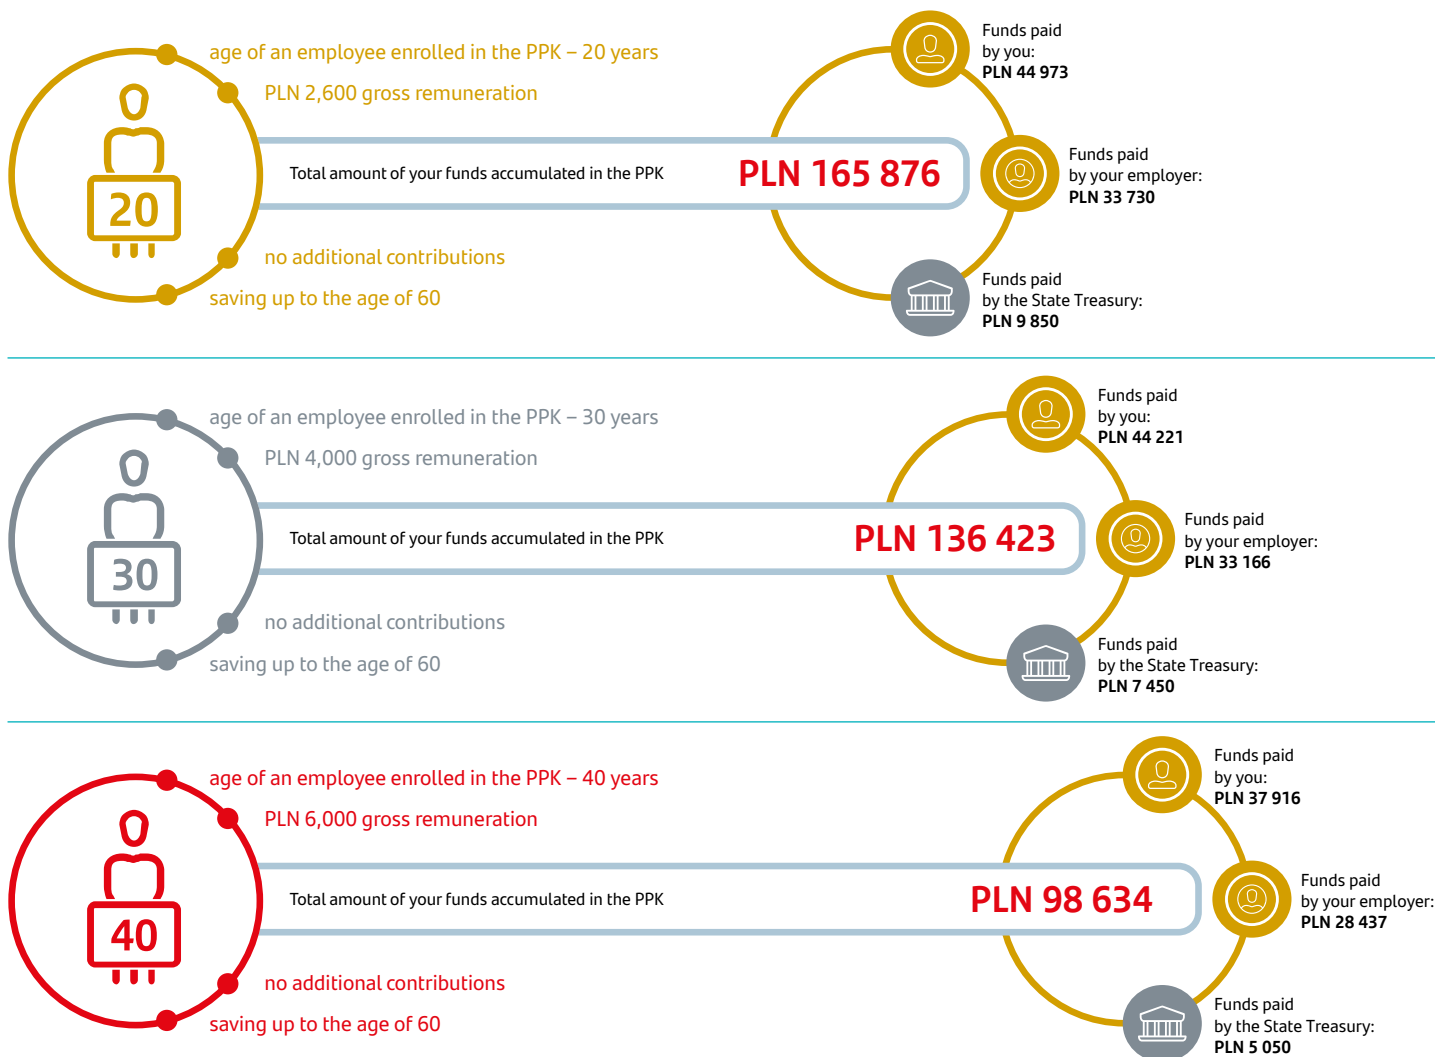 age of an employee enrolled in the PPK – 20 years
PLN 2,600 gross remuneration
20
Total amount of your funds accumulated in the PPK
PLN 165 876
no additional contributions
saving up to the age of 60
Funds paid
by you:
PLN 44 973
Funds paid
by your employer:
PLN 33 730
Funds paid
by the State Treasury:
PLN 9 850
age of an employee enrolled in the PPK – 30 years
PLN 4,000 gross remuneration
30
Total amount of your funds accumulated in the PPK
PLN 136 423
no additional contributions
saving up to the age of 60
Funds paid
by you:
PLN 44 221
Funds paid
by your employer:
PLN 33 166
Funds paid
by the State Treasury:
PLN 7 450
age of an employee enrolled in the PPK – 40 years
PLN 6,000 gross remuneration
40
Total amount of your funds accumulated in the PPK
PLN 98 634
no additional contributions
saving up to the age of 60
Funds paid
by you:
PLN 37 916
Funds paid
by your employer:
PLN 28 437
Funds paid
by the State Treasury:
PLN 5 050